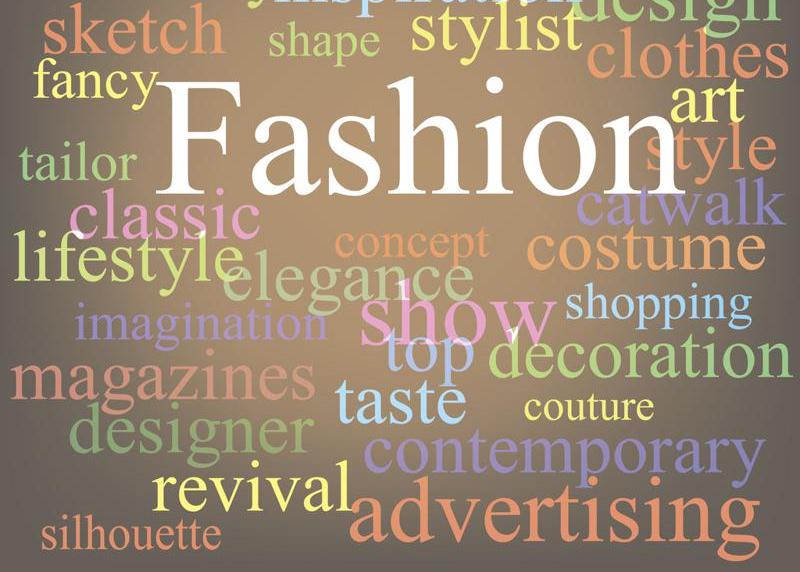 inspiration
design
sketch
shape
stylist
clothes
fancy
Fashion
art
tailor
style
classic
catwalk
lifestyle
concept
costume
elegance
show
shopping
imagination
top
decoration
magazines
taste
couture
designer
contemporary
revival
advertising
silhouette